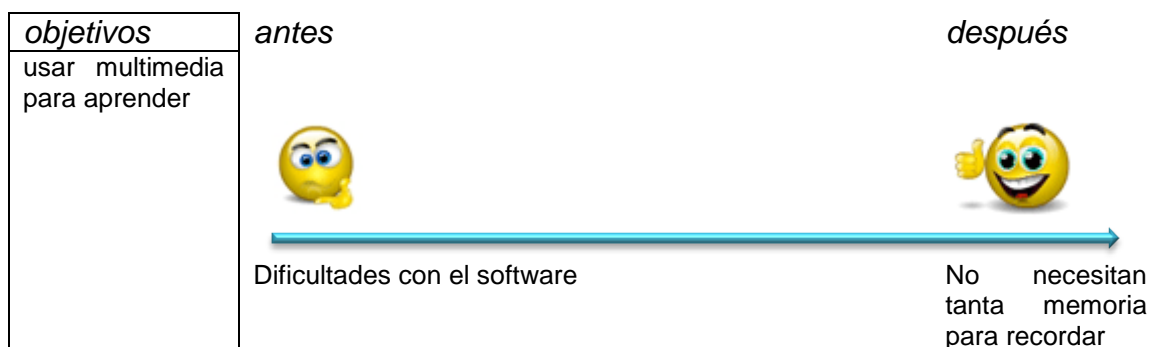 objetivos antes después
usar multimedia
para aprender
Dificultades con el software
No necesitan
tanta memoria
para recordar